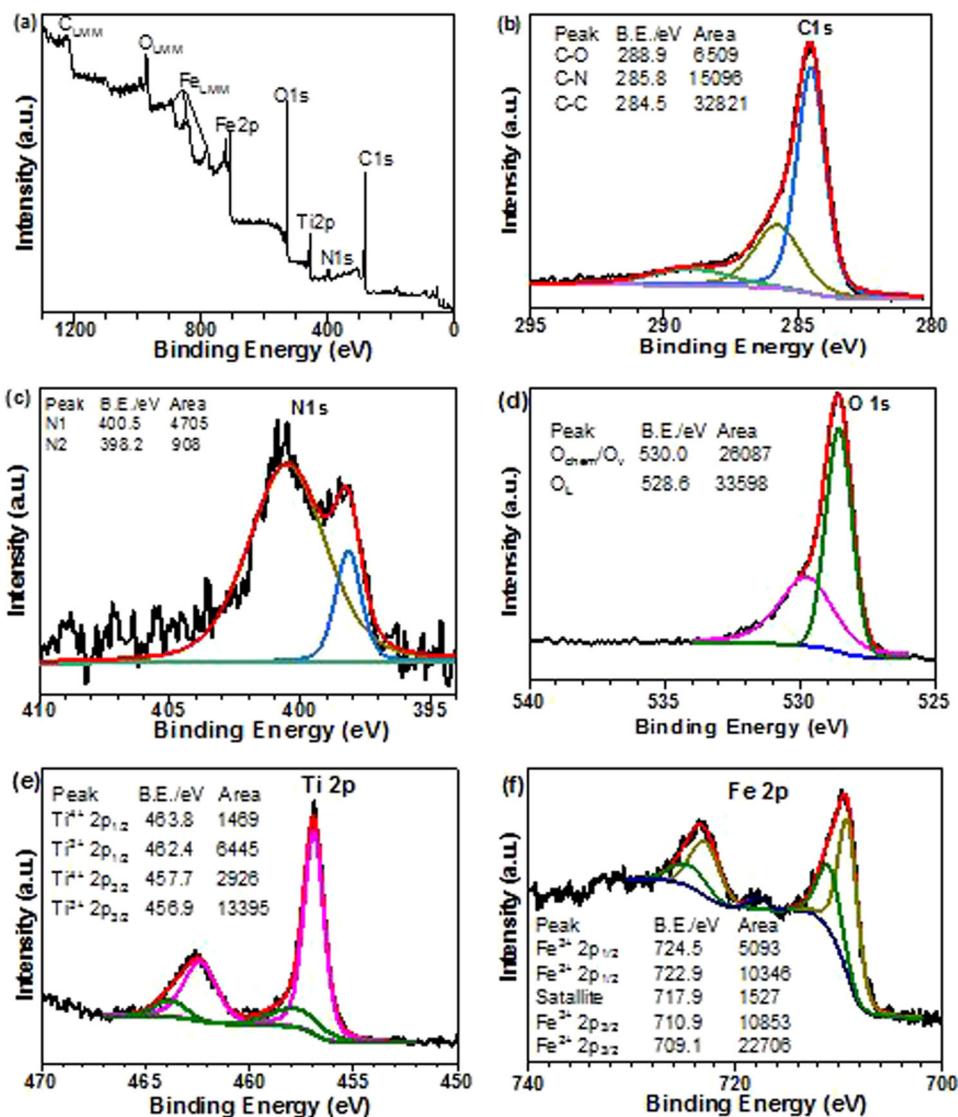 (a)
C LMM
O LMM
Fe LMM
Fe 2p
O1s
C1s
Ti2p
N1s
Intensity (a.u.)
1200 800 400 0
Binding Energy (eV)
(b)
C1s
Peak B.E./eV Area
C-O 288.9 6509
C-N 285.8 15096
C-C 284.5 32821
Intensity (a.u.)
295 290 285 280
Binding Energy (eV)
(c)
N1s
Peak B.E./eV Area
N1 400.5 4705
N2 398.2 908
Intensity (a.u.)
410 405 400 395
Binding Energy (eV)
(d)
O 1s
Peak B.E./eV Area
Ochem/Ov 530.0 26087
OL 528.6 33598
Intensity (a.u.)
540 535 530 525
Binding Energy (eV)
(e)
Ti 2p
Peak B.E./eV Area
Ti⁴⁺ 2p1/2 463.8 1469
Ti³⁺ 2p1/2 462.4 6445
Ti⁴⁺ 2p3/2 457.7 2926
Ti³⁺ 2p3/2 456.9 13395
Intensity (a.u.)
470 465 460 455 450
Binding Energy (eV)
(f)
Fe 2p
Peak B.E./eV Area
Fe³⁺ 2p1/2 724.5 5093
Fe²⁺ 2p1/2 722.9 10346
Satallite 717.9 1527
Fe³⁺ 2p3/2 710.9 10853
Fe²⁺ 2p3/2 709.1 22706
Intensity (a.u.)
740 720 700
Binding Energy (eV)